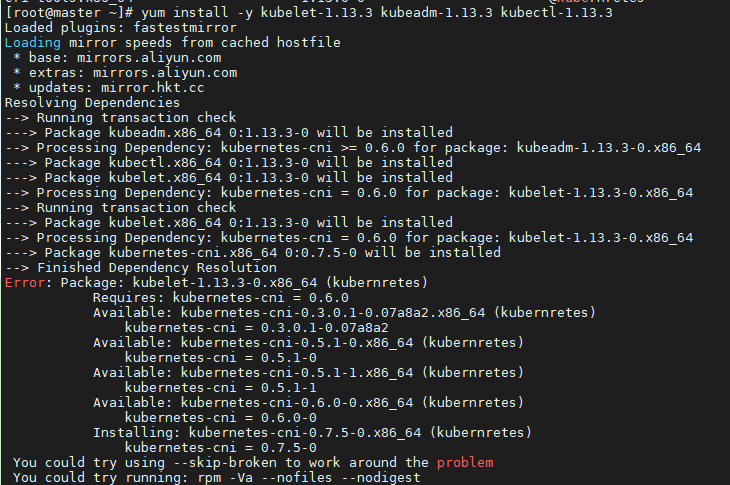 [root@master ~]# yum install -y kubelet-1.13.3 kubeadm-1.13.3 kubectl-1.13.3
Loaded plugins: fastestmirror
Loading mirror speeds from cached hostfile
 * base: mirrors.aliyun.com
 * extras: mirrors.aliyun.com
 * updates: mirror.hkt.cc
Resolving Dependencies
--> Running transaction check
---> Package kubeadm.x86_64 0:1.13.3-0 will be installed
--> Processing Dependency: kubernetes-cni >= 0.6.0 for package: kubeadm-1.13.3-0.x86_64
---> Package kubectl.x86_64 0:1.13.3-0 will be installed
---> Package kubelet.x86_64 0:1.13.3-0 will be installed
--> Processing Dependency: kubernetes-cni = 0.6.0 for package: kubelet-1.13.3-0.x86_64
--> Running transaction check
---> Package kubelet.x86_64 0:1.13.3-0 will be installed
--> Processing Dependency: kubernetes-cni = 0.6.0 for package: kubelet-1.13.3-0.x86_64
---> Package kubernetes-cni.x86_64 0:0.7.5-0 will be installed
--> Finished Dependency Resolution
Error: Package: kubelet-1.13.3-0.x86_64 (kubernretes)
           Requires: kubernetes-cni = 0.6.0
           Available: kubernetes-cni-0.3.0.1-0.07a8a2.x86_64 (kubernretes)
               kubernetes-cni = 0.3.0.1-0.07a8a2
           Available: kubernetes-cni-0.5.1-0.x86_64 (kubernretes)
               kubernetes-cni = 0.5.1-0
           Available: kubernetes-cni-0.5.1-1.x86_64 (kubernretes)
               kubernetes-cni = 0.5.1-1
           Available: kubernetes-cni-0.6.0-0.x86_64 (kubernretes)
               kubernetes-cni = 0.6.0-0
           Installing: kubernetes-cni-0.7.5-0.x86_64 (kubernretes)
               kubernetes-cni = 0.7.5-0
 You could try using --skip-broken to work around the problem
 You could try running: rpm -Va --nofiles --nodigest